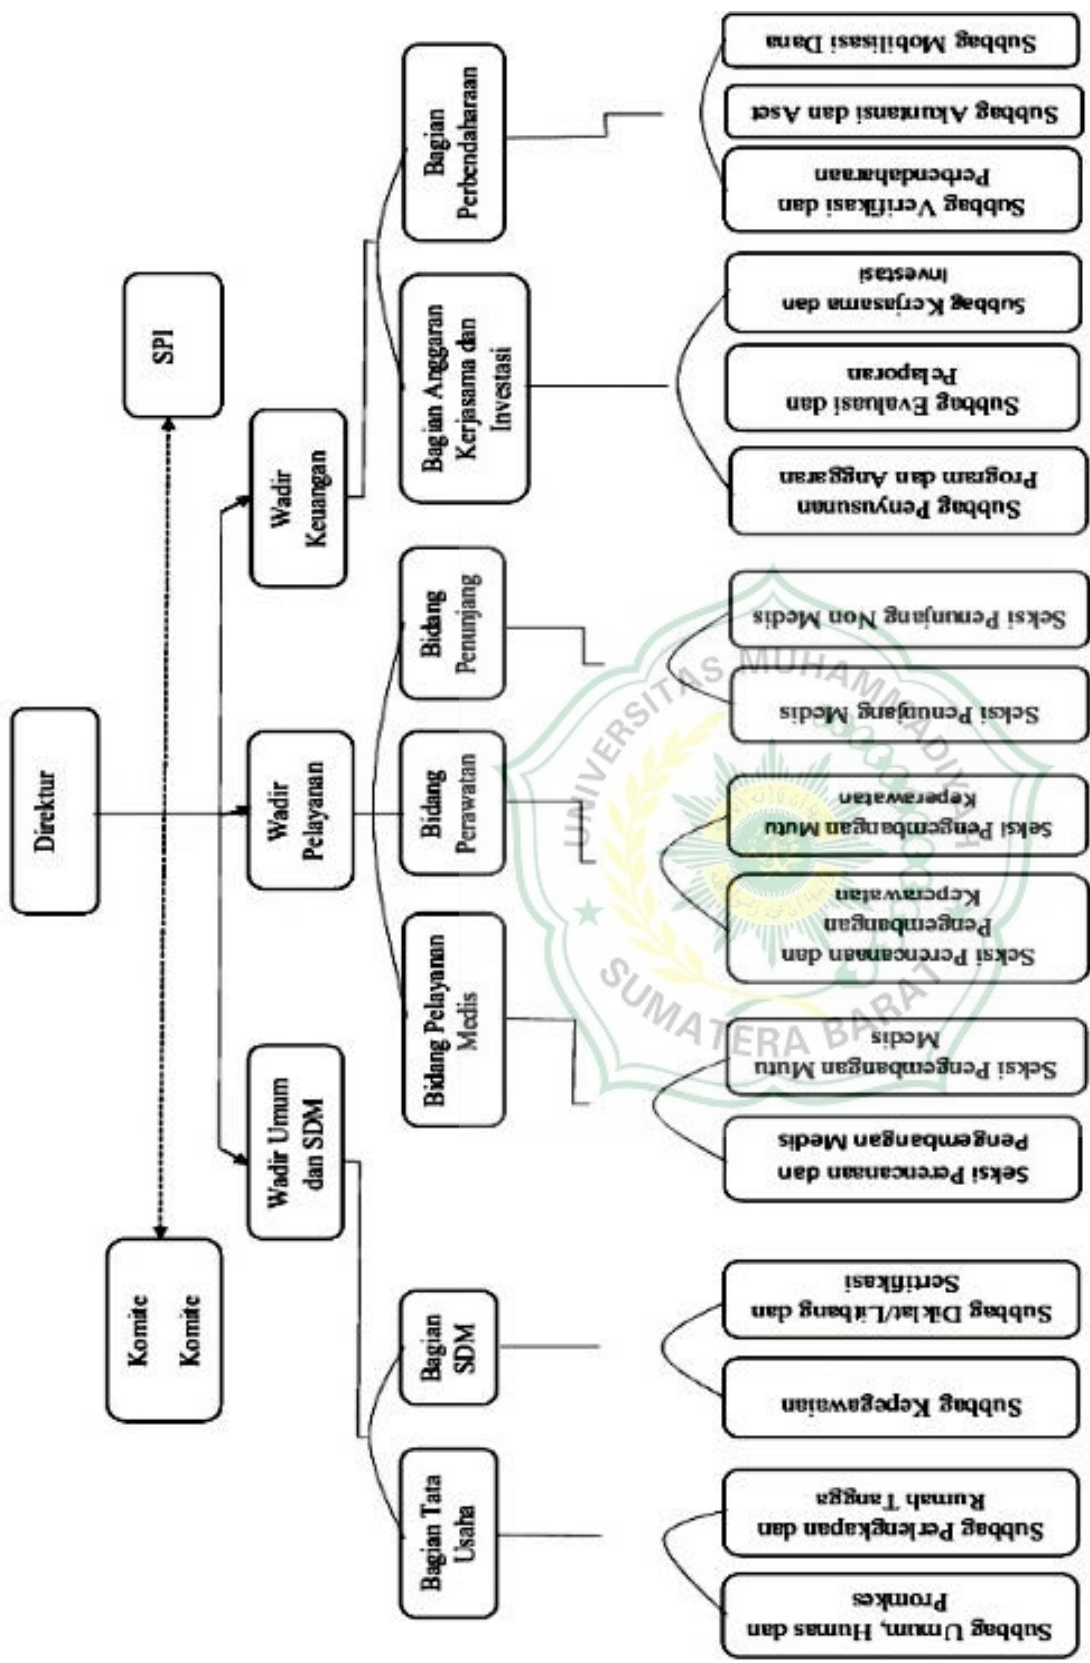 Direktur
Komite
Komite
SPI
Wadir Umum
dan SDM
Wadir
Pelayanan
Wadir
Keuangan
Bagian Tata
Usaha
Bagian
SDM
Bidang Pelayanan
Medis
Bidang
Perawatan
Bidang
Penunjang
Bagian Anggaran
Kerjasama dan
Investasi
Bagian
Perbendaharaan
Subbag Umum, Humas dan
Promkes
Subbag Perlengkapan dan
Rumah Tangga
Subbag Kepegawaian
Subbag Diklat/Litbang dan
Sertifikasi
Seksi Perencanaan dan
Pengembangan Medis
Seksi Pengembangan Mutu
Medis
Seksi Perencanaan dan
Pengembangan
Keperawatan
Seksi Pengembangan Mutu
Keperawatan
Seksi Penunjang Medis
Seksi Penunjang Non Medis
Subbag Penyusunan
Program dan Anggaran
Subbag Evaluasi dan
Pelaporan
Subbag Kerjasama dan
Investasi
Subbag Verifikasi dan
Perbendaharaan
Subbag Akuntansi dan Aset
Subbag Mobilisasi Dana
UNIVERSITAS MUHAMMADIYAH
SUMATERA BARAT